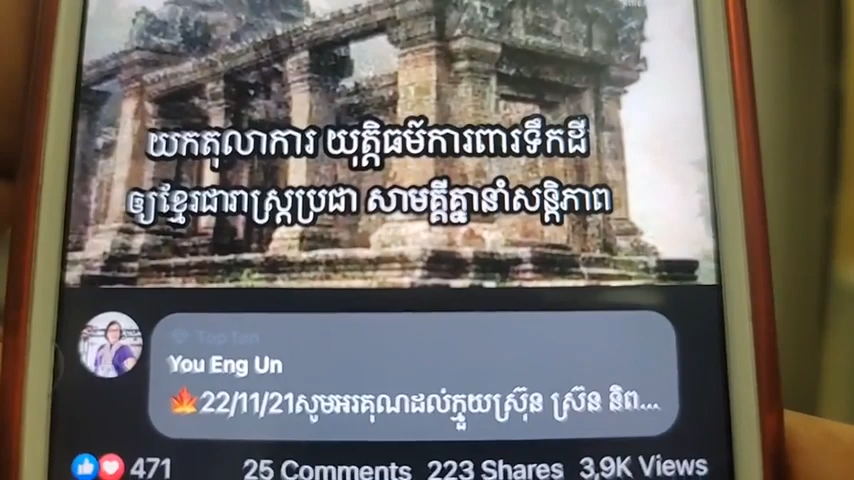 យកតុលាការ យុត្តិធម៍ការពារទឹកដី
ឲ្យខ្មែរជារាស្ត្រប្រជា សាមគ្គីគ្នានាំសន្តិភាព
Top fan
You Eng Un
🍁22/11/21សូមអរគុណដល់ក្មួយស្រ៊ុន ស្រ៊ន និព...
471
25 Comments 223 Shares 3,9K Views